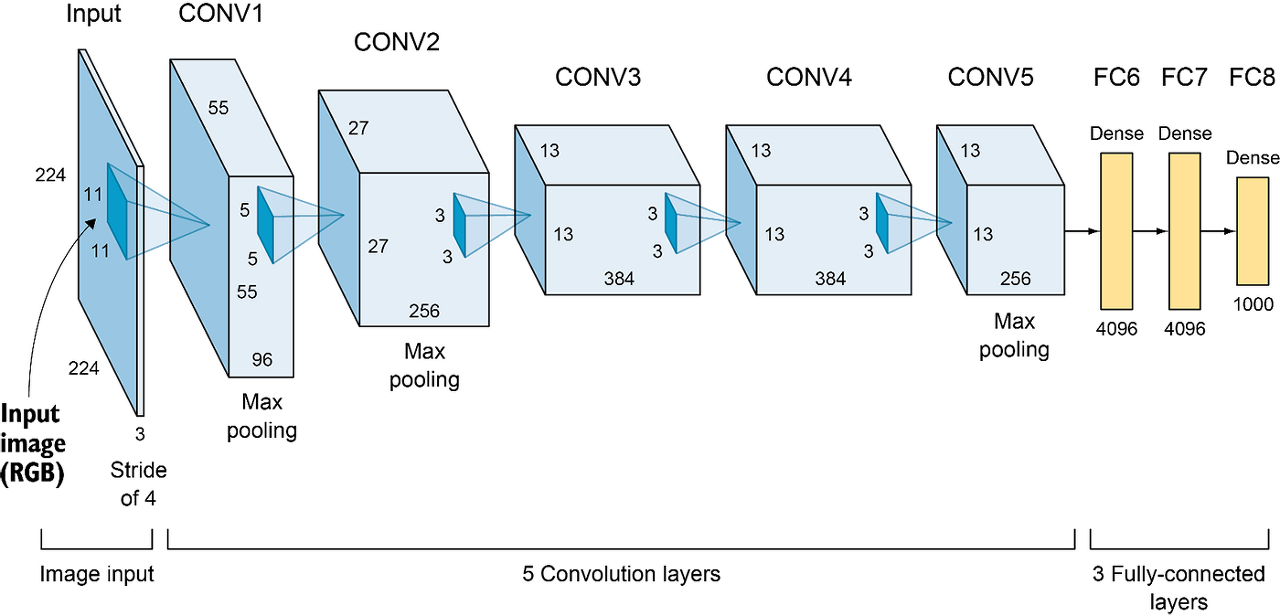 Input
CONV1
CONV2
CONV3
CONV4
CONV5
FC6
FC7
FC8
224
11
11
224
3
Stride
of 4
Input
image
(RGB)
55
5
5
55
96
Max
pooling
27
3
27
3
256
Max
pooling
13
13
3
3
384
13
13
3
3
384
13
13
256
Max
pooling
Dense
4096
Dense
4096
Dense
1000
Image input
5 Convolution layers
3 Fully-connected
layers